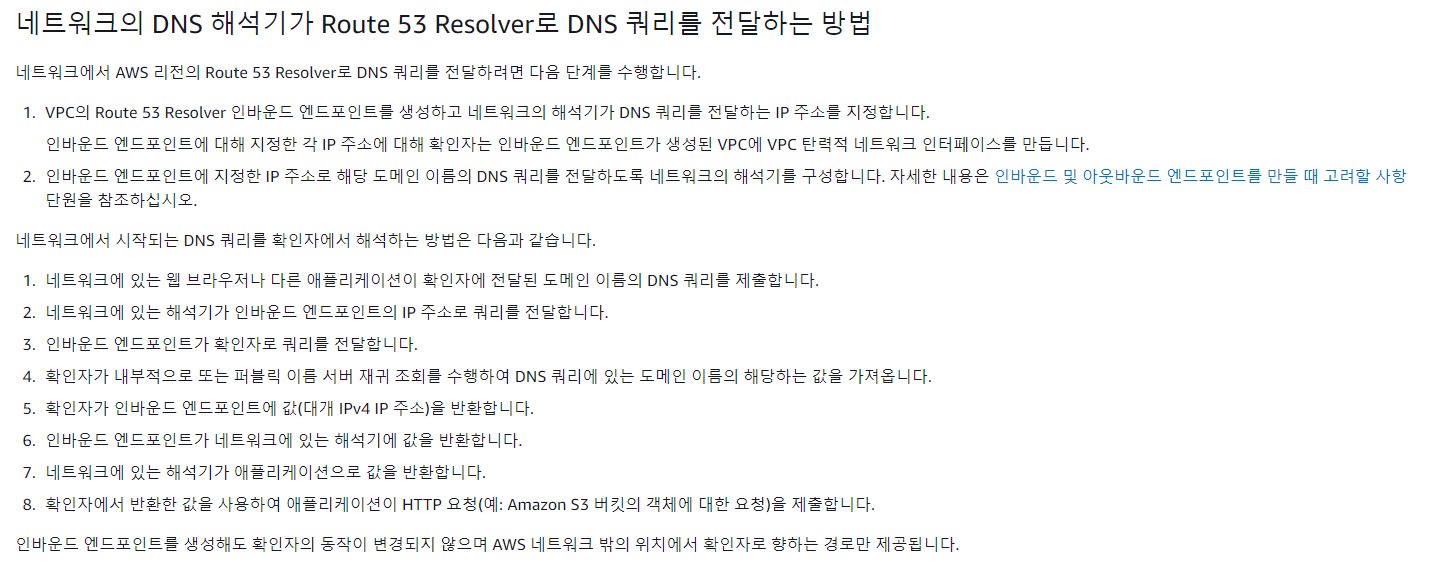 네트워크의 DNS 해석기가 Route 53 Resolver로 DNS 쿼리를 전달하는 방법
네트워크에서 AWS 리전의 Route 53 Resolver로 DNS 쿼리를 전달하려면 다음 단계를 수행합니다.
1. VPC의 Route 53 Resolver 인바운드 엔드포인트를 생성하고 네트워크의 해석기가 DNS 쿼리를 전달하는 IP 주소를 지정합니다.
인바운드 엔드포인트에 대해 지정한 각 IP 주소에 대해 확인자는 인바운드 엔드포인트가 생성된 VPC에 VPC 탄력적 네트워크 인터페이스를 만듭니다.
2. 인바운드 엔드포인트에 지정한 IP 주소로 해당 도메인 이름의 DNS 쿼리를 전달하도록 네트워크의 해석기를 구성합니다. 자세한 내용은 인바운드 및 아웃바운드 엔드포인트를 만들 때 고려할 사항
단원을 참조하십시오.
네트워크에서 시작되는 DNS 쿼리를 확인자에서 해석하는 방법은 다음과 같습니다.
1. 네트워크에 있는 웹 브라우저나 다른 애플리케이션이 확인자에 전달된 도메인 이름의 DNS 쿼리를 제출합니다.
2. 네트워크에 있는 해석기가 인바운드 엔드포인트의 IP 주소로 쿼리를 전달합니다.
3. 인바운드 엔드포인트가 확인자로 쿼리를 전달합니다.
4. 확인자가 내부적으로 또는 퍼블릭 이름 서버 재귀 조회를 수행하여 DNS 쿼리에 있는 도메인 이름의 해당하는 값을 가져옵니다.
5. 확인자가 인바운드 엔드포인트에 값(대개 IPv4 IP 주소)을 반환합니다.
6. 인바운드 엔드포인트가 네트워크에 있는 해석기에 값을 반환합니다.
7. 네트워크에 있는 해석기가 애플리케이션으로 값을 반환합니다.
8. 확인자에서 반환한 값을 사용하여 애플리케이션이 HTTP 요청(예: Amazon S3 버킷의 객체에 대한 요청)을 제출합니다.
인바운드 엔드포인트를 생성해도 확인자의 동작이 변경되지 않으며 AWS 네트워크 밖의 위치에서 확인자로 향하는 경로만 제공됩니다.